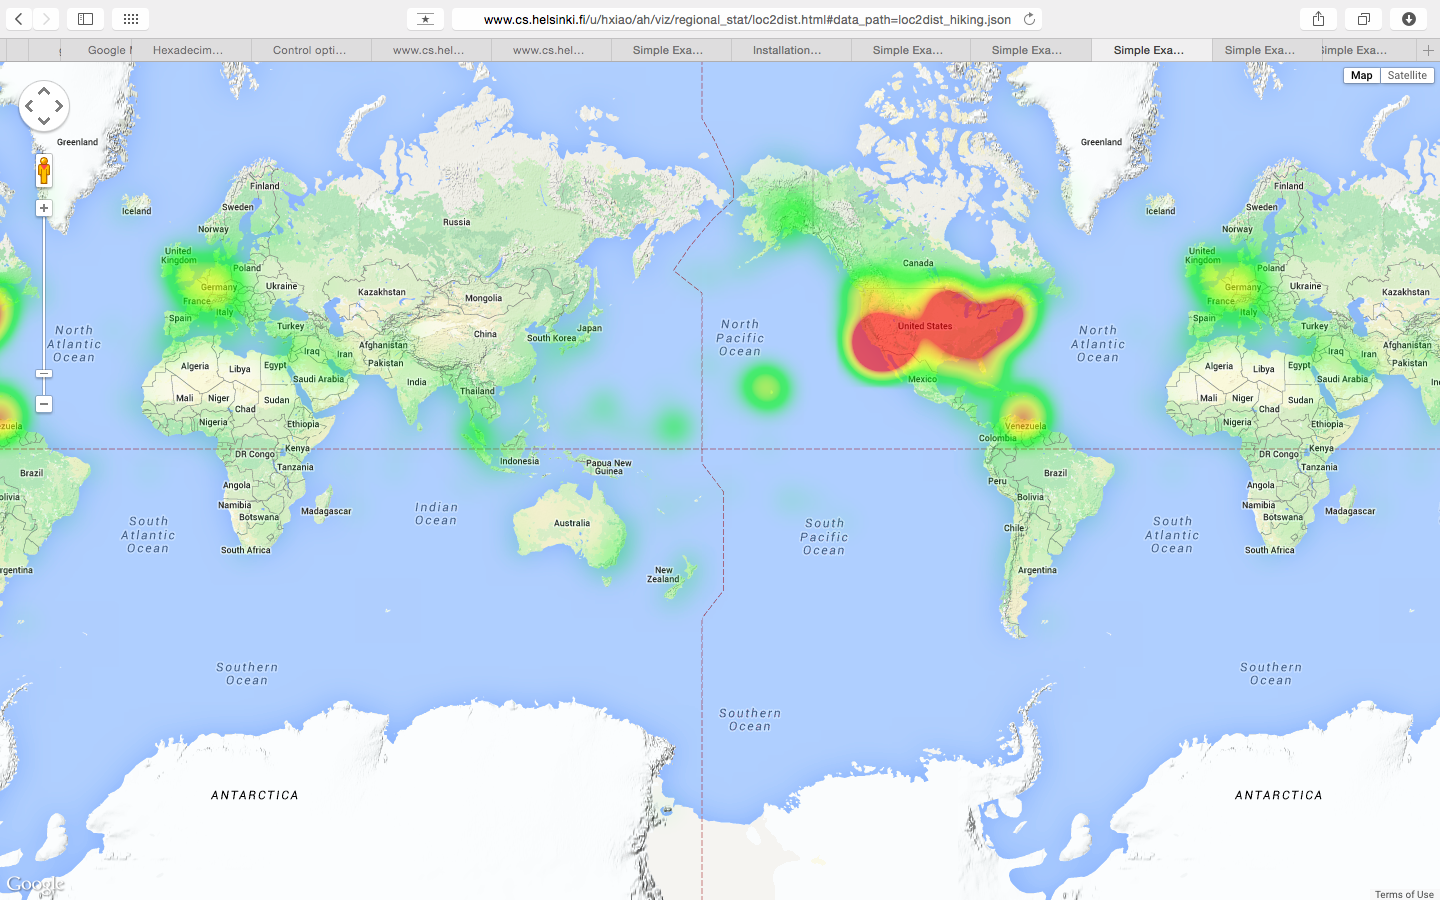 www.cs.helsinki.fi/u/hxiao/ah/viz/regional_stat/loc2dist.html#data_path=loc2dist_hiking.json
Google M
Hexadecim...
Control opti...
www.cs.hel...
www.cs.hel...
Simple Exa...
Installation...
Simple Exa...
Simple Exa...
Simple Exa...
Simple Exa...
Simple Exa...
Map
Satellite
Greenland
Iceland
Finland
Sweden
Norway
Russia
United
Kingdom
Poland
Germany
Ukraine
France
Italy
Spain
Turkey
Kazakhstan
Mongolia
China
Japan
South Korea
Afghanistan
Pakistan
Iraq
Iran
Algeria
Libya
Egypt
Saudi Arabia
India
Thailand
Mali
Niger
Chad
Sudan
Nigeria
Ethiopia
DR Congo
Kenya
Tanzania
Angola
Namibia
Botswana
Madagascar
South Africa
Indonesia
Papua New
Guinea
Australia
New
Zealand
North
Atlantic
Ocean
zuela
Brazil
olivia
rgentina
South
Atlantic
Ocean
Indian
Ocean
Southern
Ocean
ANTARCTICA
Canada
United States
Mexico
Venezuela
Colombia
Brazil
Peru
Bolivia
Chile
Argentina
North
Pacific
Ocean
South
Pacific
Ocean
Southern
Ocean
North
Atlantic
Ocean
South
Atlantic
Ocean
Greenland
Iceland
Finland
Sweden
Norway
United
Kingdom
Poland
Germany
Ukraine
France
Italy
Spain
Turkey
Kazakhstan
Afghanistan
Pakistan
Iraq
Iran
Algeria
Libya
Egypt
Saudi Arabia
In
Mali
Niger
Chad
Sudan
Nigeria
Ethiopia
DR Congo
Kenya
Tanzania
Angola
Namibia
Botswana
Madagascar
South Africa
Southern
Ocean
ANTARCTICA
Google
Terms of Use